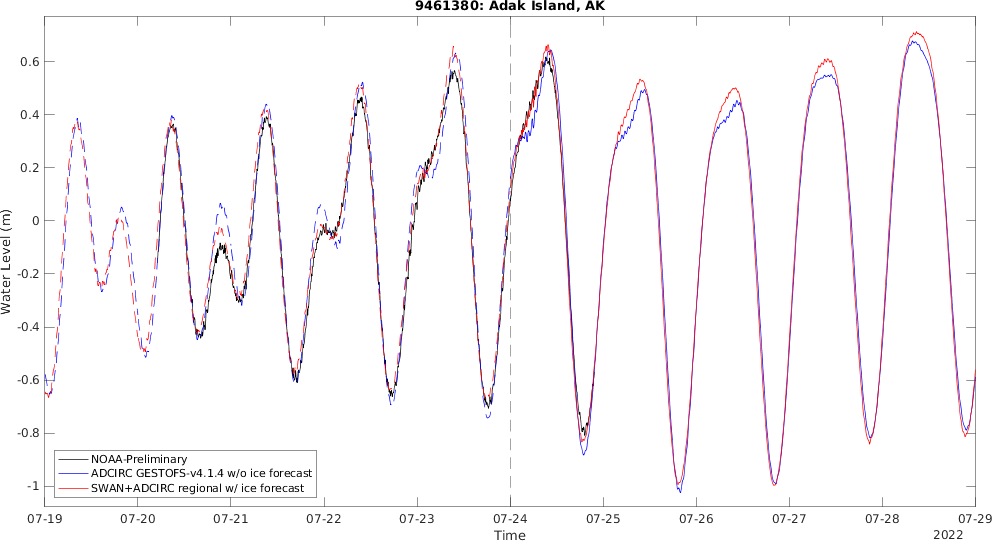 9461380: Adak Island, AK
Water Level (m)
0.6
0.4
0.2
0
-0.2
-0.4
-0.6
-0.8
-1
NOAA-Preliminary
ADCIRC GESTOFS-v4.1.4 w/o ice forecast
SWAN+ADCIRC regional w/ ice forecast
07-19 07-20 07-21 07-22 07-23 07-24 07-25 07-26 07-27 07-28 07-29
Time 2022